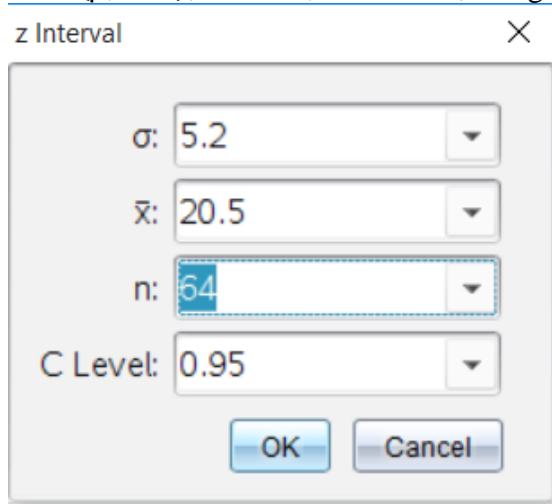 z Interval
σ: 5.2
x̄: 20.5
n: 64
C Level: 0.95
OK Cancel